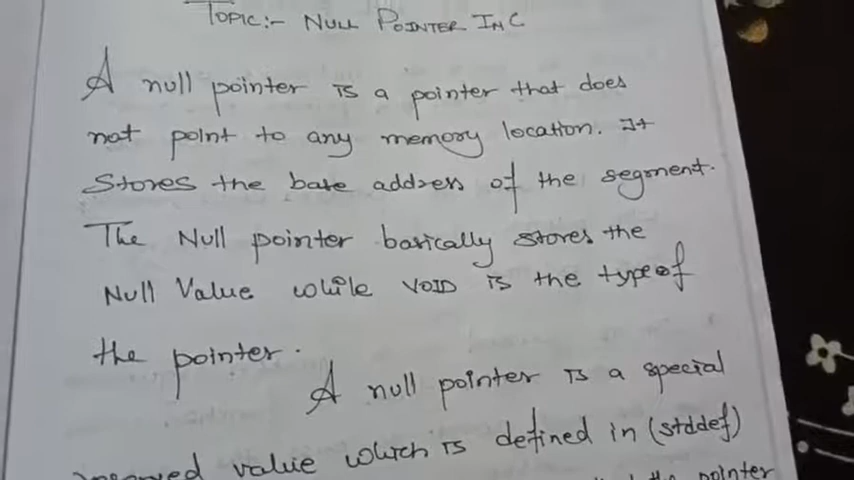 TOPIC:- NULL POINTER IN C
A null pointer is a pointer that does
not point to any memory location. It
stores the base address of the segment.
The Null pointer basically stores the
Null Value while VOID is the type of
the pointer.
A null pointer is a special
value which is defined in (stddef)
the pointer